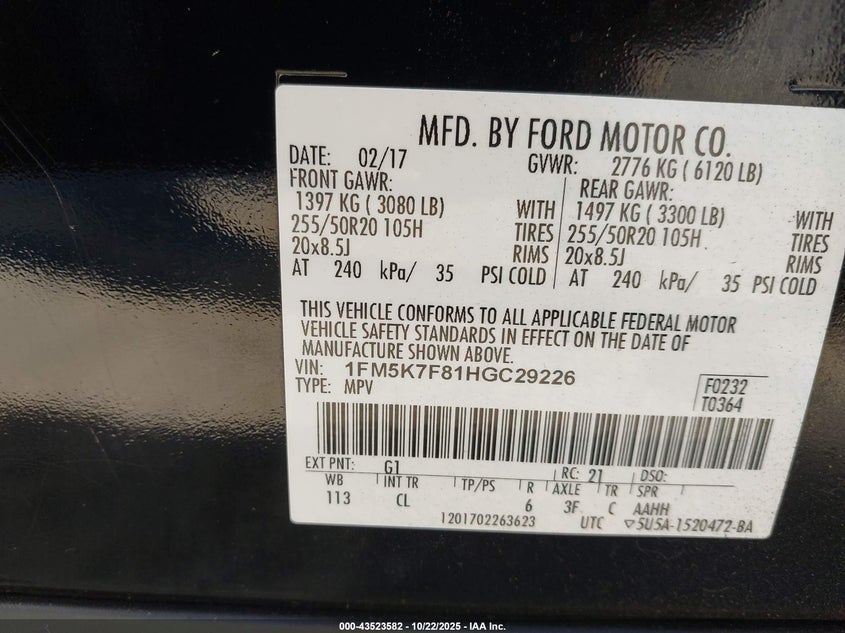 MFD. BY FORD MOTOR CO.
DATE: 02/17 GVWR: 2776 KG ( 6120 LB)
FRONT GAWR: REAR GAWR:
1397 KG ( 3080 LB) WITH 1497 KG ( 3300 LB) WITH
255/50R20 105H TIRES 255/50R20 105H TIRES
20x8.5J RIMS 20x8.5J RIMS
AT 240 kPa/ 35 PSI COLD AT 240 kPa/ 35 PSI COLD
THIS VEHICLE CONFORMS TO ALL APPLICABLE FEDERAL MOTOR
VEHICLE SAFETY STANDARDS IN EFFECT ON THE DATE OF
MANUFACTURE SHOWN ABOVE.
VIN: 1FM5K7F81HGC29226
TYPE: MPV
F0232
T0364
EXT PNT: G1 RC: 21 DSO:
WB INT TR TP/PS R AXLE TR SPR
113 CL 6 3F C AAHH
1201702263623 UTC ▽5U5A-1520472-BA
000-43523582 - 10/22/2025 - IAA Inc.